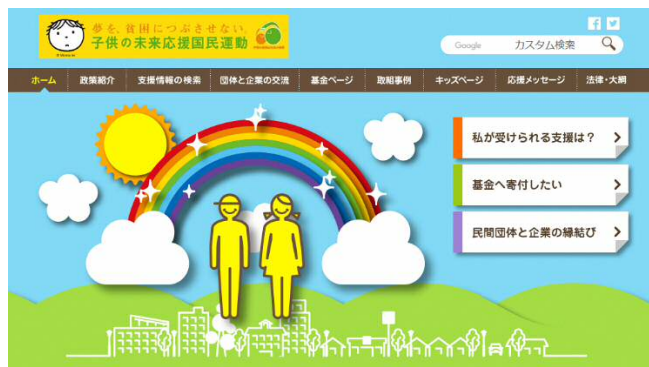 夢を、貧困につぶさせない
子供の未来応援国民運動
Google カスタム検索
ホーム 政策紹介 支援情報の検索 団体と企業の交流 基金ページ 取組事例 キッズページ 応援メッセージ 法律・大綱
私が受けられる支援は？
基金へ寄付したい
民間団体と企業の縁結び